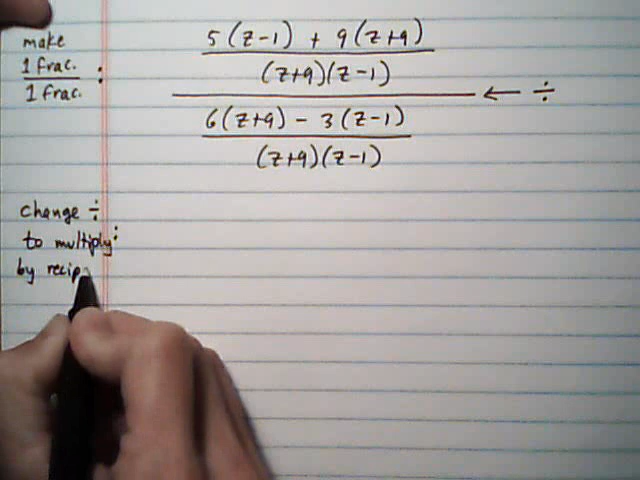 make
1 frac.
1 frac. :
5(z-1) + 9(z+9)
(z+9)(z-1)
← ÷
6(z+9) - 3(z-1)
(z+9)(z-1)
change ÷
to multiply:
by recip